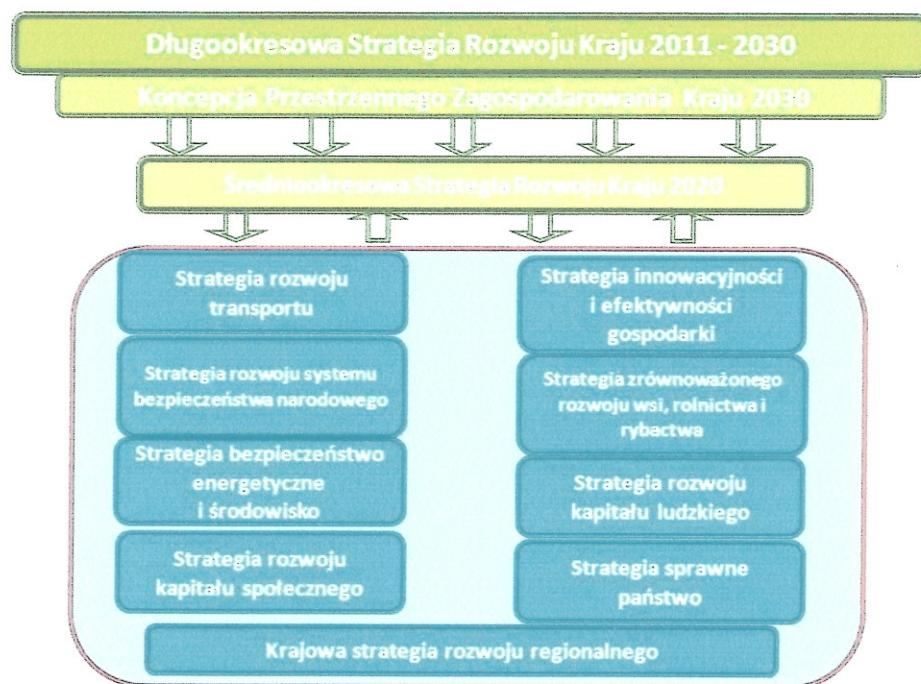 Długookresowa Strategia Rozwoju Kraju 2011 - 2030
Koncepcja Przestrzennego Zagospodarowania Kraju 2030
Średniookresowa Strategia Rozwoju Kraju 2020
Strategia rozwoju
transportu
Strategia rozwoju systemu
bezpieczeństwa narodowego
Strategia bezpieczeństwo
energetyczne
i środowisko
Strategia rozwoju
kapitału społecznego
Strategia innowacyjności
i efektywności
gospodarki
Strategia zrównoważonego
rozwoju wsi, rolnictwa i
rybactwa
Strategia rozwoju
kapitału ludzkiego
Strategia sprawne
państwo
Krajowa strategia rozwoju regionalnego